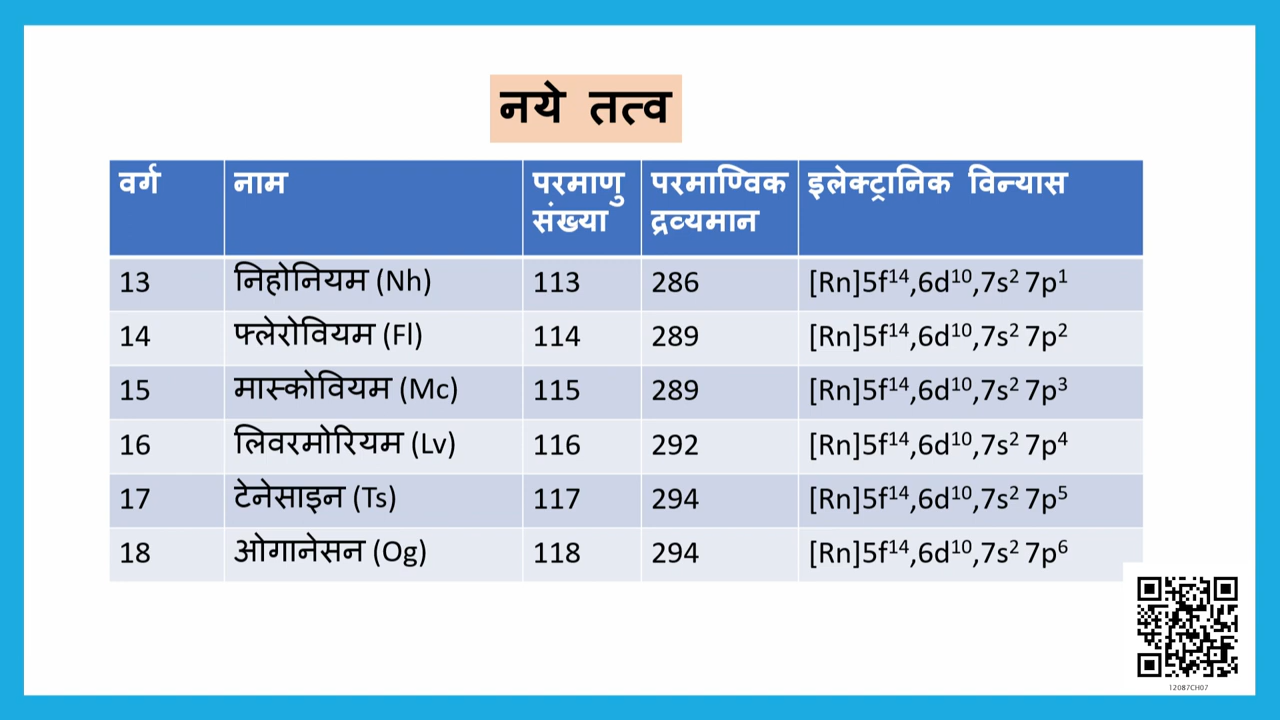 नये तत्व
वर्ग नाम परमाणु संख्या परमाण्विक द्रव्यमान इलेक्ट्रानिक विन्यास
13 निहोनियम (Nh) 113 286 [Rn]5f¹⁴,6d¹⁰,7s² 7p¹
14 फ्लेरोवियम (Fl) 114 289 [Rn]5f¹⁴,6d¹⁰,7s² 7p²
15 मास्कोवियम (Mc) 115 289 [Rn]5f¹⁴,6d¹⁰,7s² 7p³
16 लिवरमोरियम (Lv) 116 292 [Rn]5f¹⁴,6d¹⁰,7s² 7p⁴
17 टेनेसाइन (Ts) 117 294 [Rn]5f¹⁴,6d¹⁰,7s² 7p⁵
18 ओगानेसन (Og) 118 294 [Rn]5f¹⁴,6d¹⁰,7s² 7p⁶
12087CH07